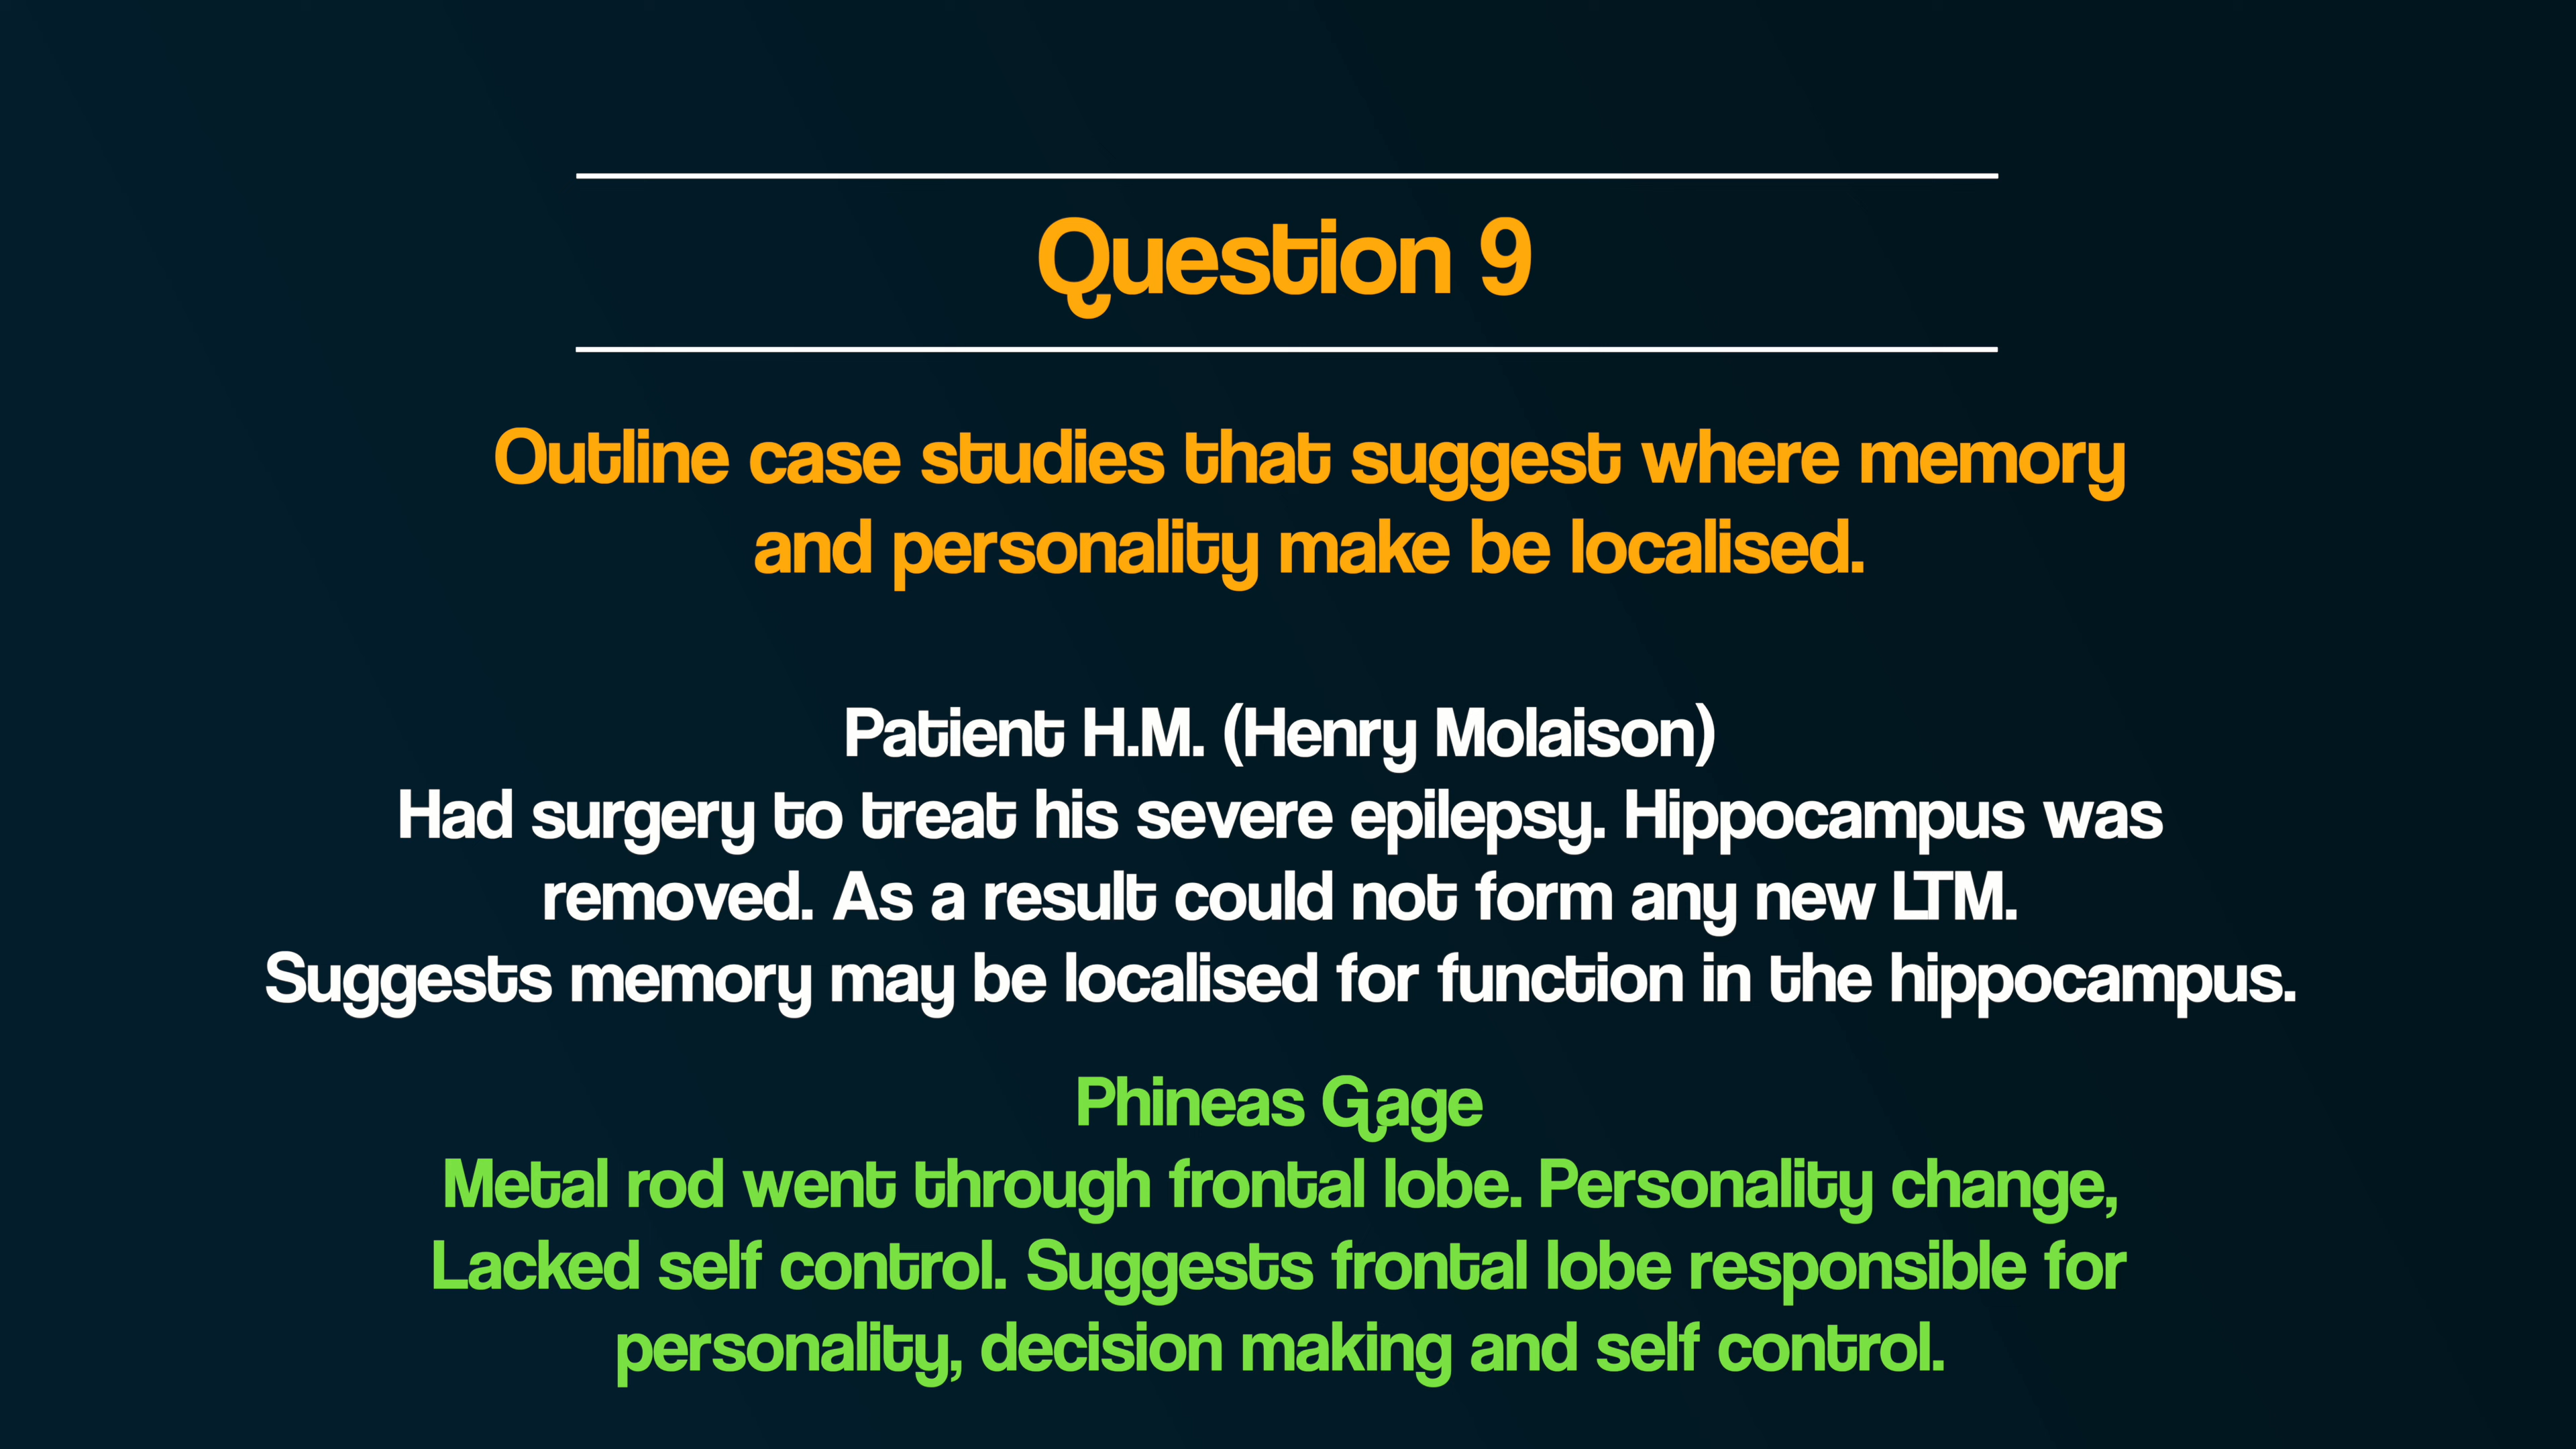 Question 9
Outline case studies that suggest where memory
and personality make be localised.
Patient H.M. (Henry Molaison)
Had surgery to treat his severe epilepsy. Hippocampus was
removed. As a result could not form any new LTM.
Suggests memory may be localised for function in the hippocampus.
Phineas Gage
Metal rod went through frontal lobe. Personality change,
Lacked self control. Suggests frontal lobe responsible for
personality, decision making and self control.